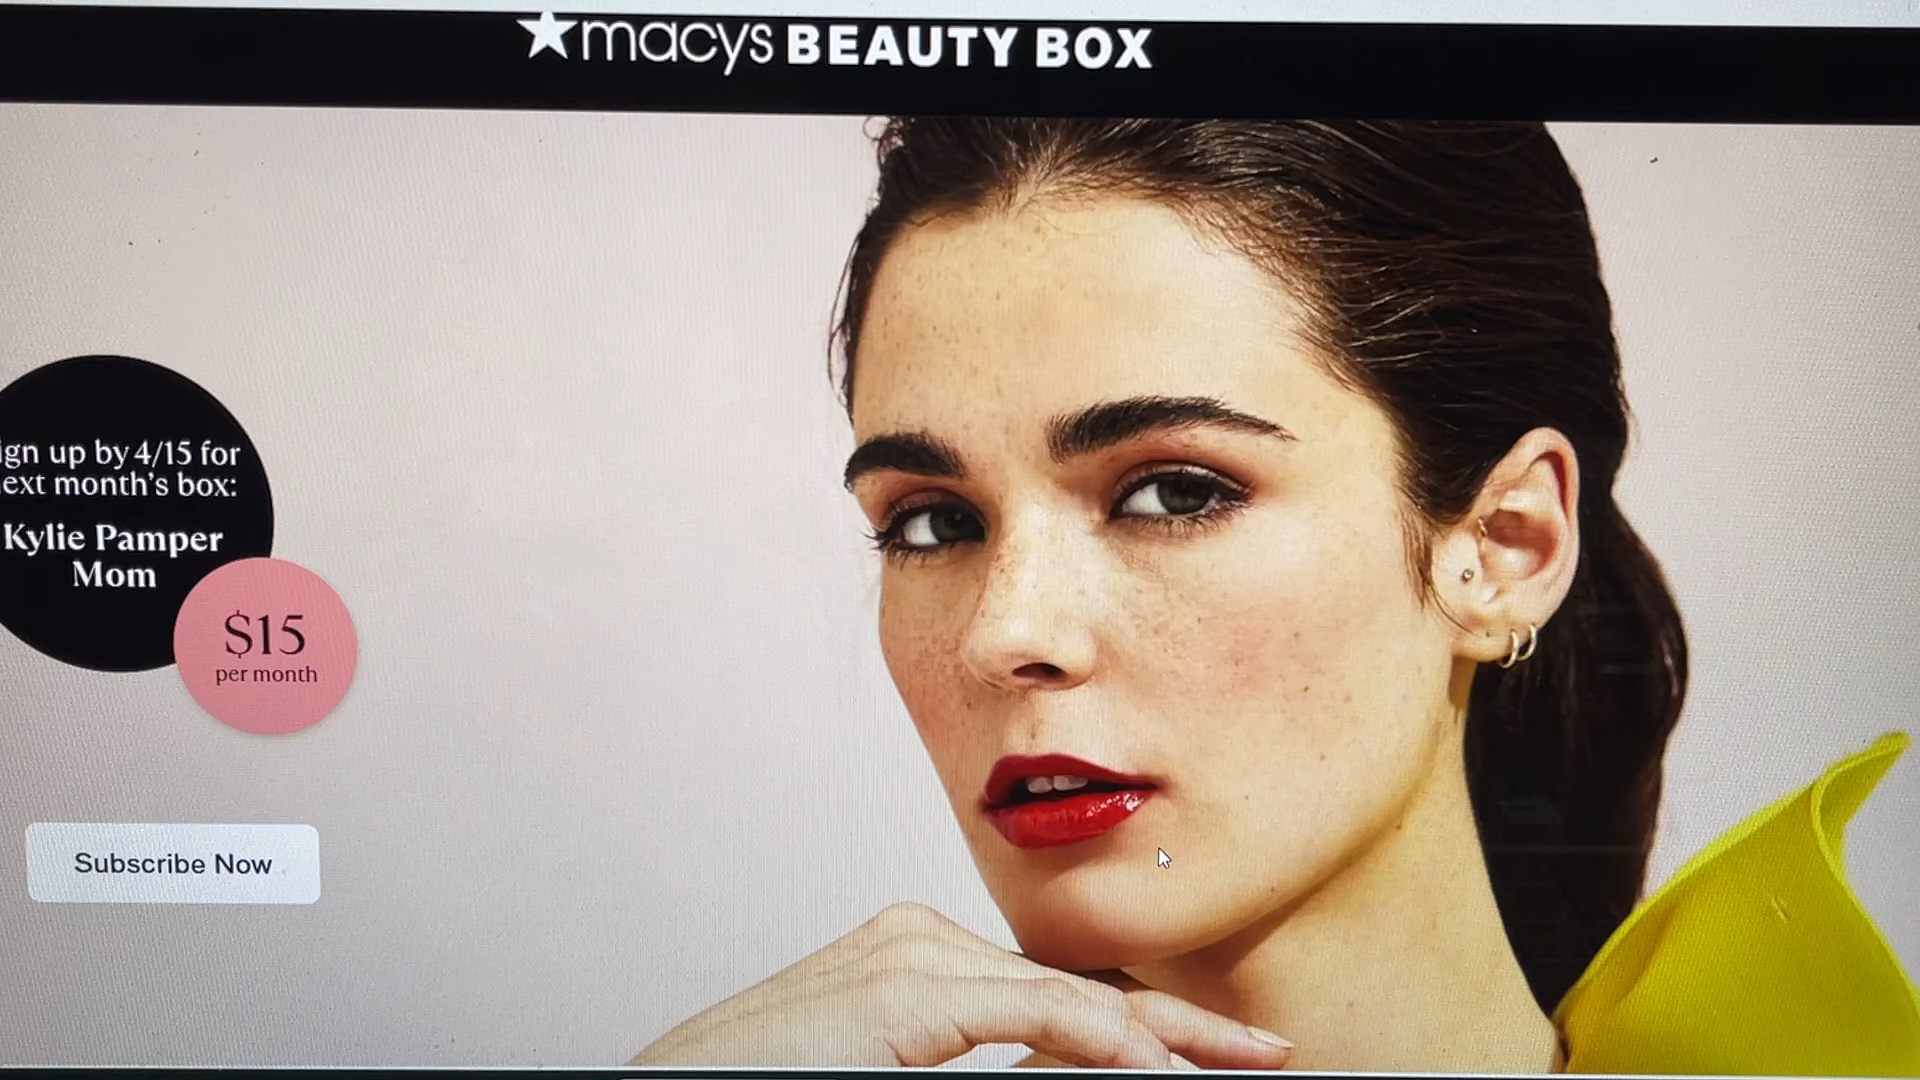 macys BEAUTY BOX
ign up by 4/15 for
ext month's box:
Kylie Pamper
Mom
$15
per month
Subscribe Now